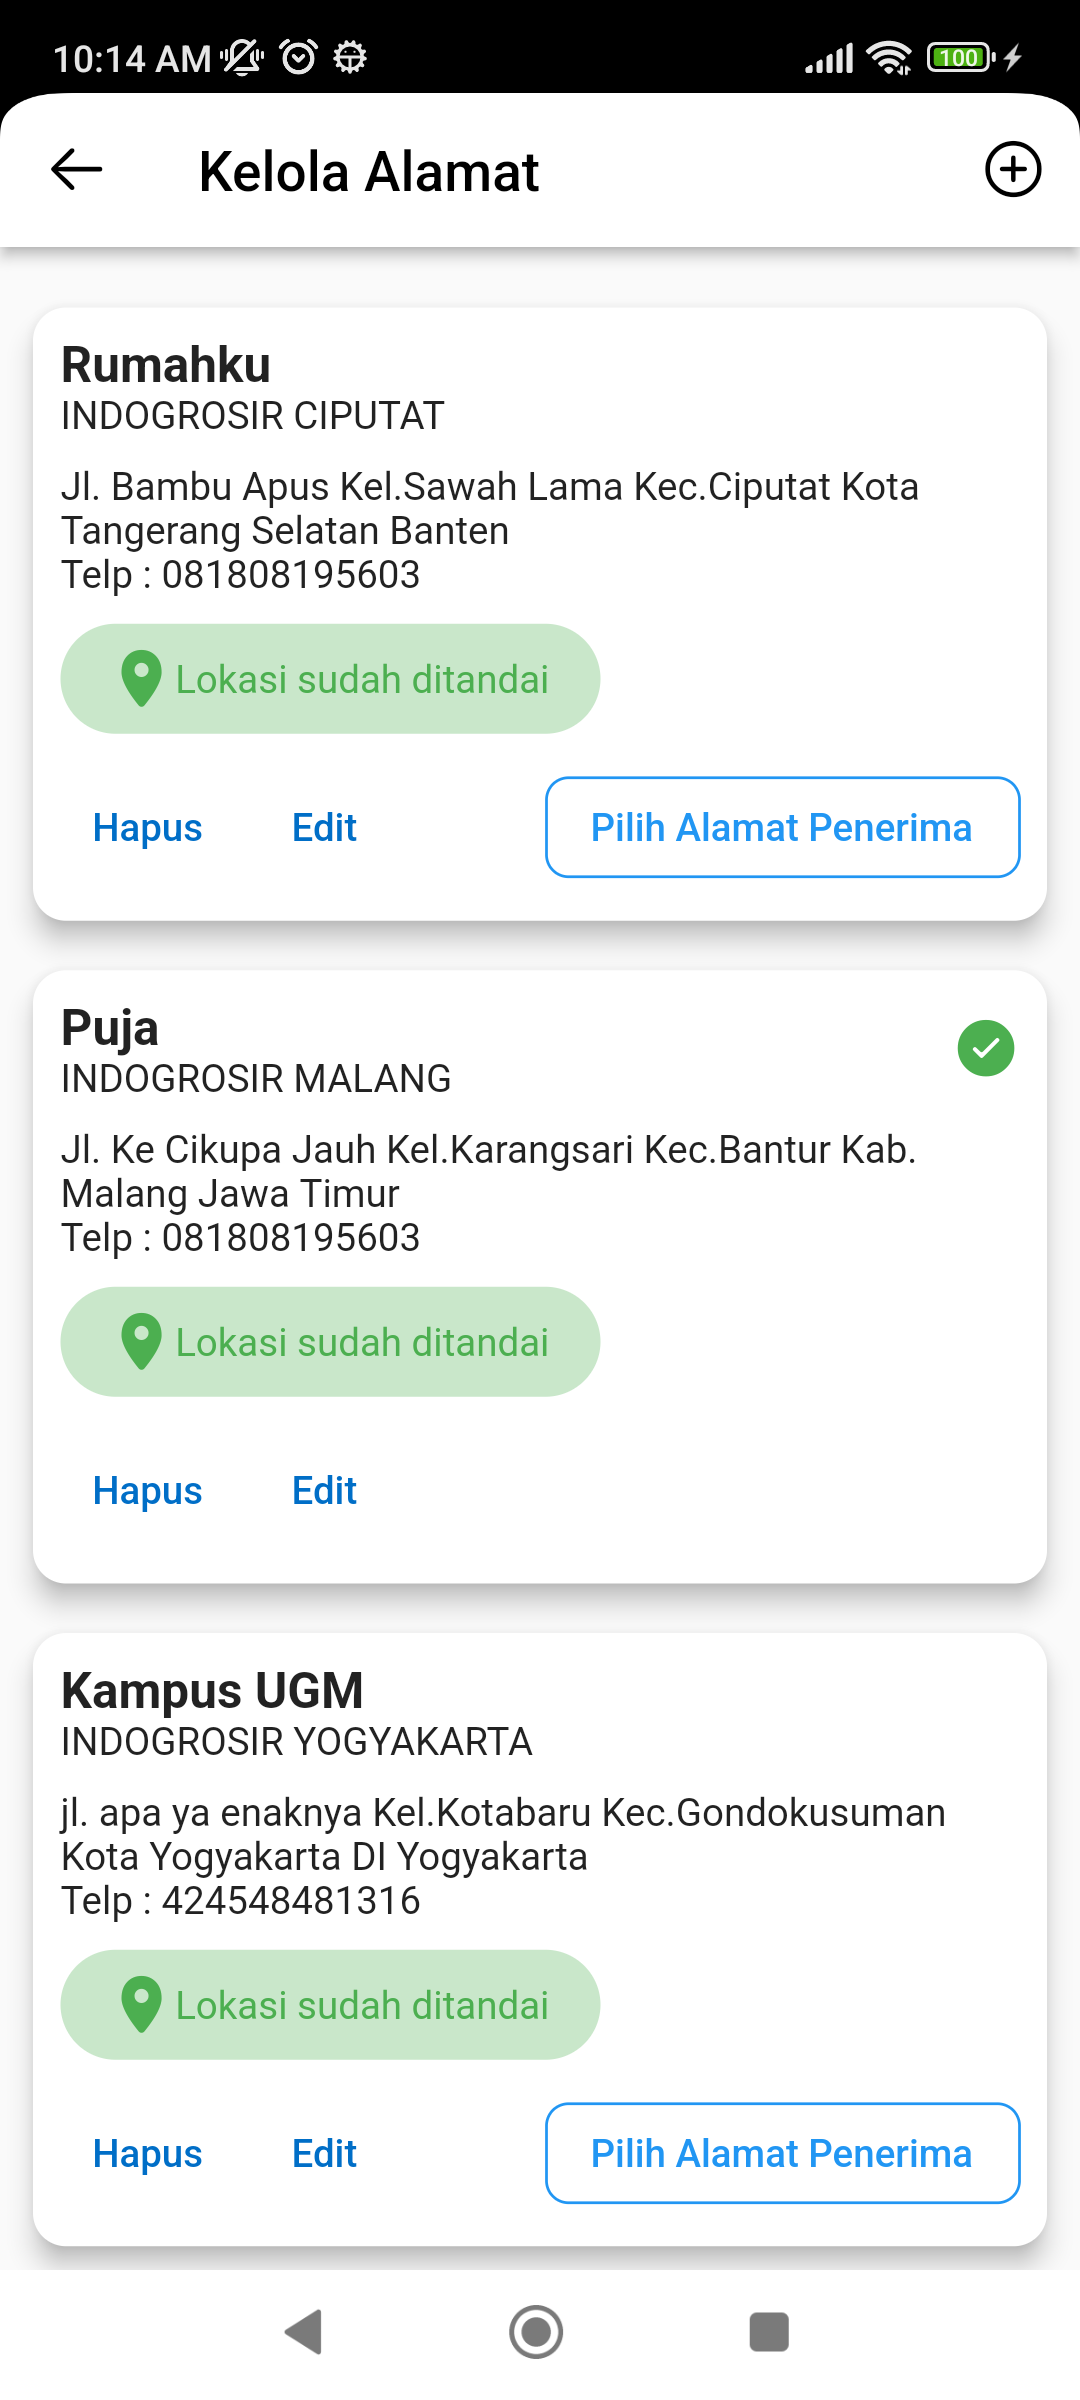 10:14 AM
100
Kelola Alamat
Rumahku
INDOGROSIR CIPUTAT
Jl. Bambu Apus Kel.Sawah Lama Kec.Ciputat Kota
Tangerang Selatan Banten
Telp : 081808195603
Lokasi sudah ditandai
Hapus Edit Pilih Alamat Penerima
Puja
INDOGROSIR MALANG
Jl. Ke Cikupa Jauh Kel.Karangsari Kec.Bantur Kab.
Malang Jawa Timur
Telp : 081808195603
Lokasi sudah ditandai
Hapus Edit
Kampus UGM
INDOGROSIR YOGYAKARTA
jl. apa ya enaknya Kel.Kotabaru Kec.Gondokusuman
Kota Yogyakarta DI Yogyakarta
Telp : 424548481316
Lokasi sudah ditandai
Hapus Edit Pilih Alamat Penerima